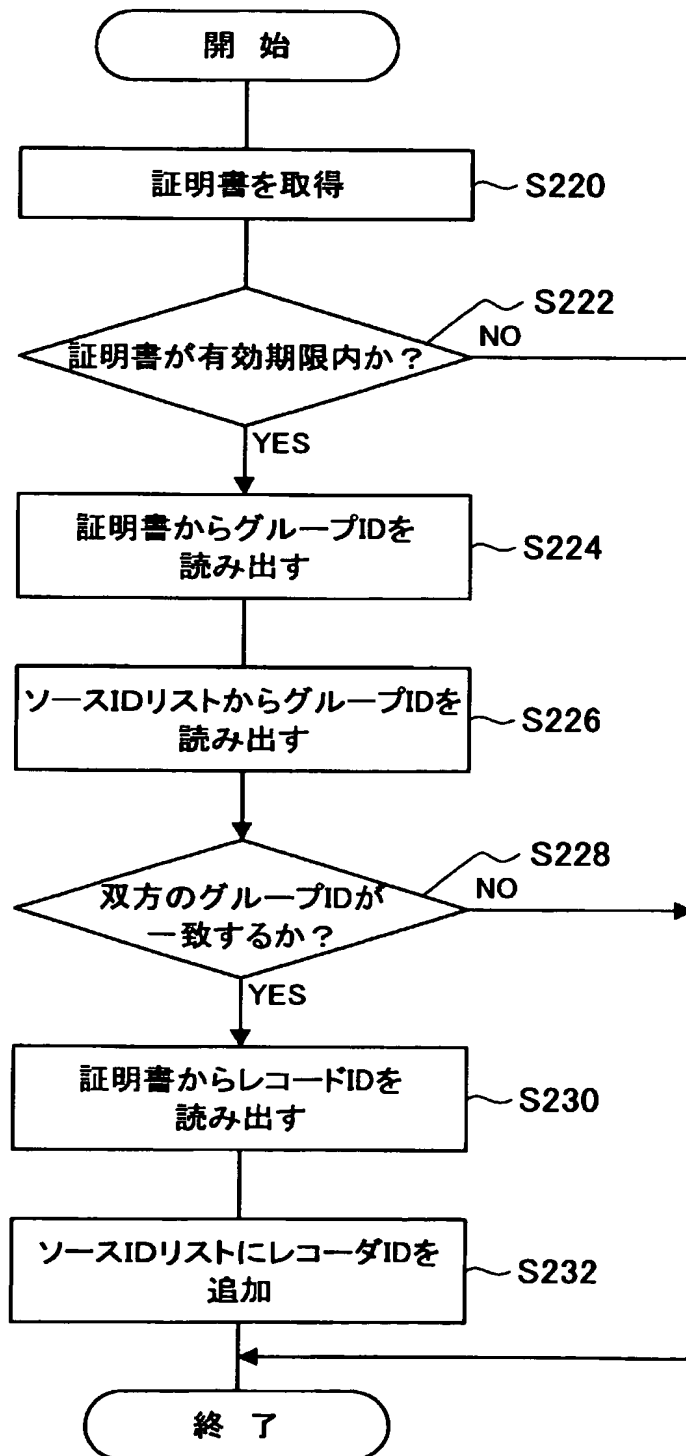 開 始
証明書を取得
S220
S222
証明書が有効期限内か？
NO
YES
証明書からグループIDを
読み出す
S224
ソースIDリストからグループIDを
読み出す
S226
S228
双方のグループIDが
一致するか？
NO
YES
証明書からレコードIDを
読み出す
S230
ソースIDリストにレコーダIDを
追加
S232
終 了